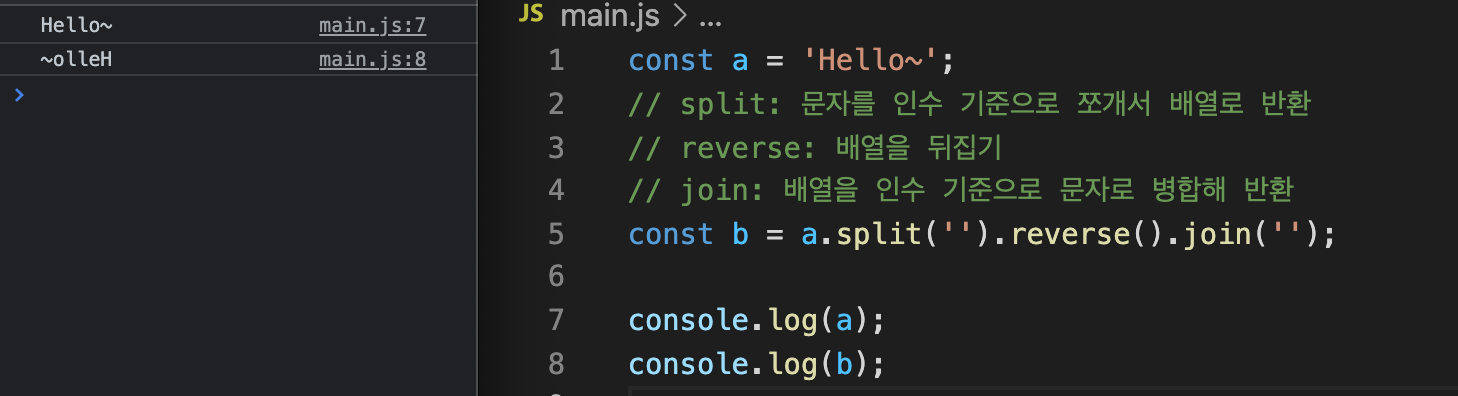 Hello~ main.js:7
~olleH main.js:8
>
JS main.js > ...
1 const a = 'Hello~';
2 // split: 문자를 인수 기준으로 쪼개서 배열로 반환
3 // reverse: 배열을 뒤집기
4 // join: 배열을 인수 기준으로 문자로 병합해 반환
5 const b = a.split('').reverse().join('');
6
7 console.log(a);
8 console.log(b);